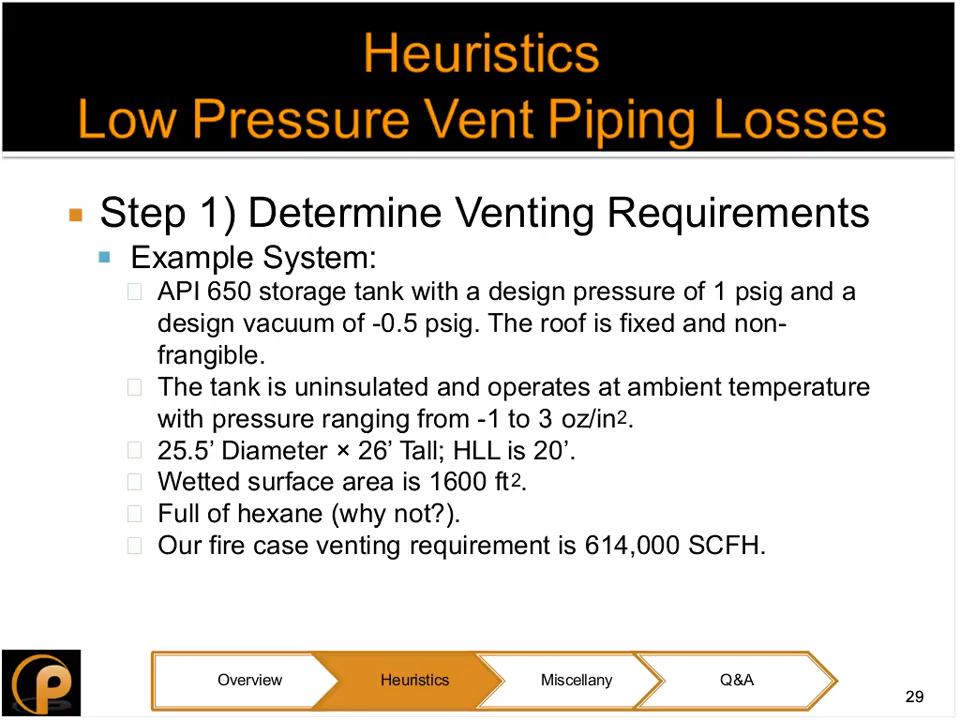 Heuristics
Low Pressure Vent Piping Losses
Step 1) Determine Venting Requirements
Example System:
API 650 storage tank with a design pressure of 1 psig and a
design vacuum of -0.5 psig. The roof is fixed and non-
frangible.
The tank is uninsulated and operates at ambient temperature
with pressure ranging from -1 to 3 oz/in2.
25.5’ Diameter × 26’ Tall; HLL is 20’.
Wetted surface area is 1600 ft2.
Full of hexane (why not?).
Our fire case venting requirement is 614,000 SCFH.
Overview
Heuristics
Miscellany
Q&A
29